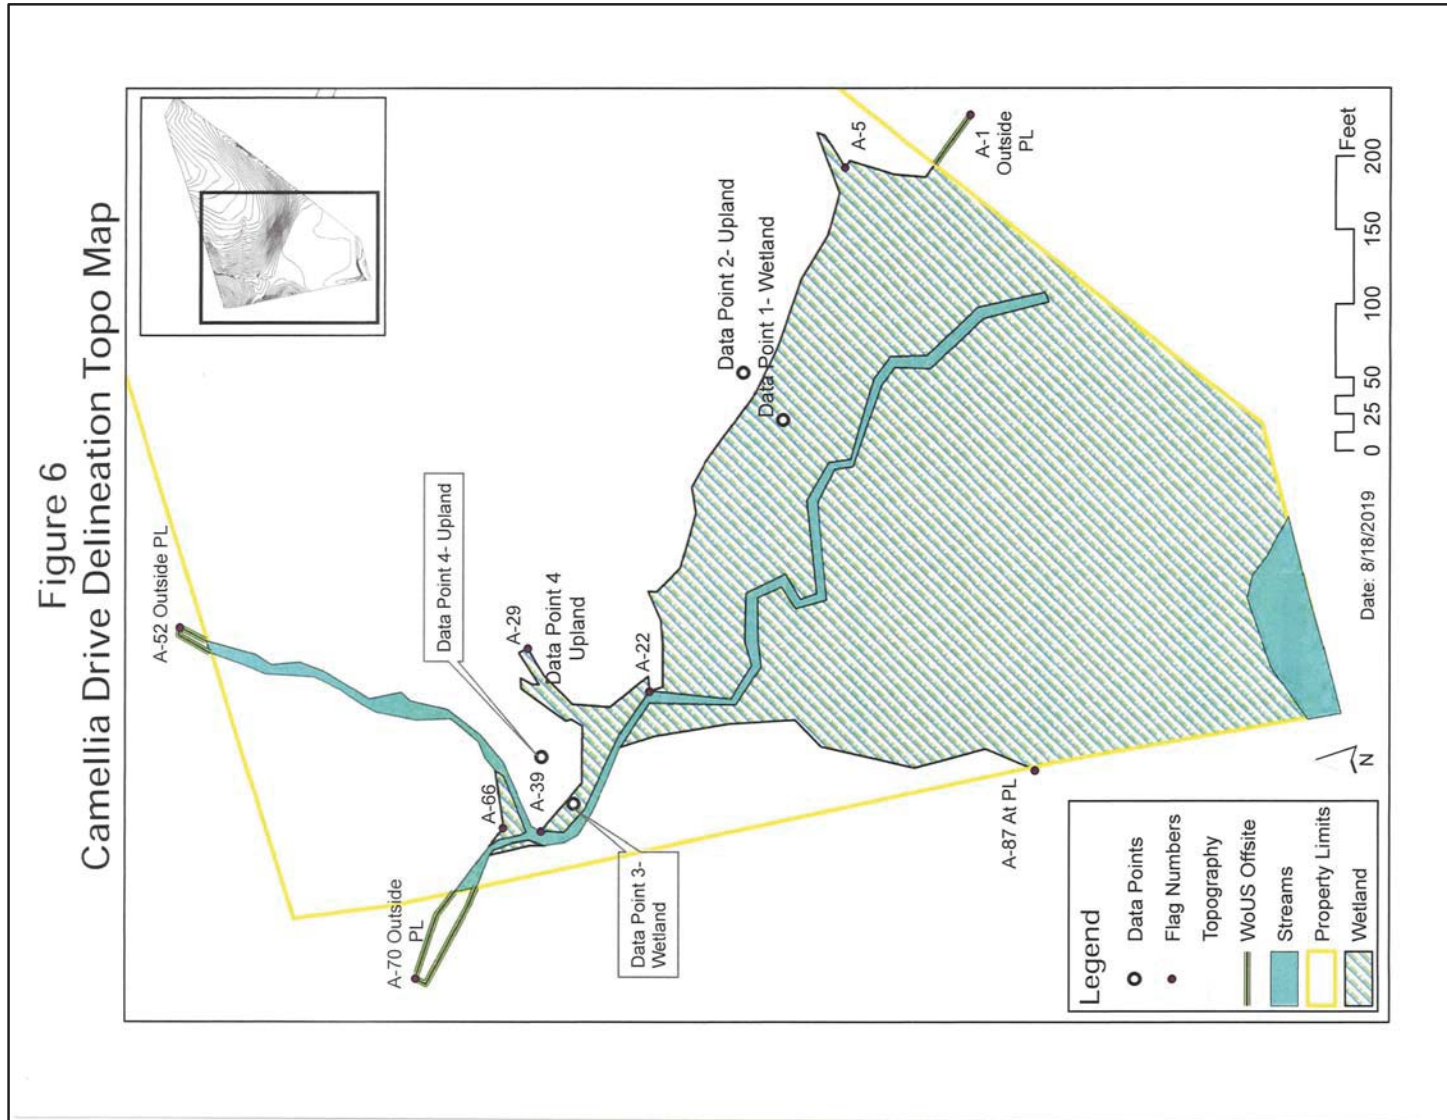 Figure 6
Camellia Drive Delineation Topo Map
A-52 Outside PL
Data Point 4- Upland
A-70 Outside
PL
A-66
A-39
A-29
Data Point 4
Upland
A-22
Data Point 3-
Wetland
Data Point 2- Upland
Data Point 1- Wetland
A-5
A-1
Outside
PL
A-87 At PL
N
Legend
Data Points
Flag Numbers
Topography
WoUS Offsite
Streams
Property Limits
Wetland
Date: 8/18/2019
0 25 50 100 150 200
Feet